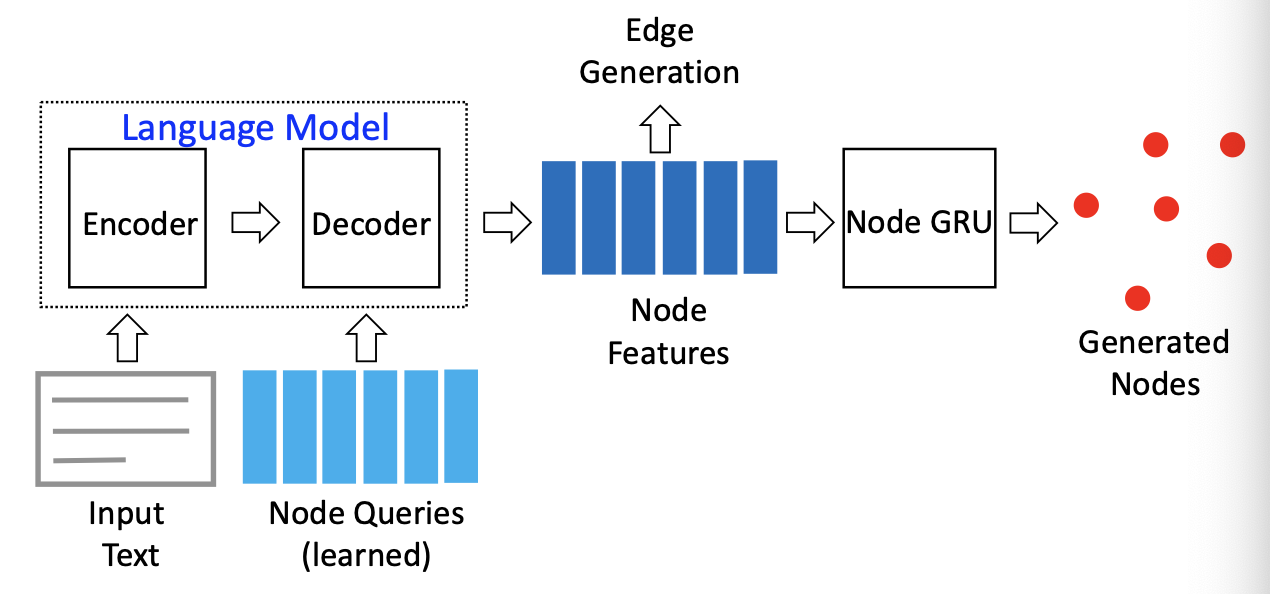 Edge
Generation
Language Model
Encoder
Decoder
Node GRU
Node
Features
Generated
Nodes
Input
Text
Node Queries
(learned)